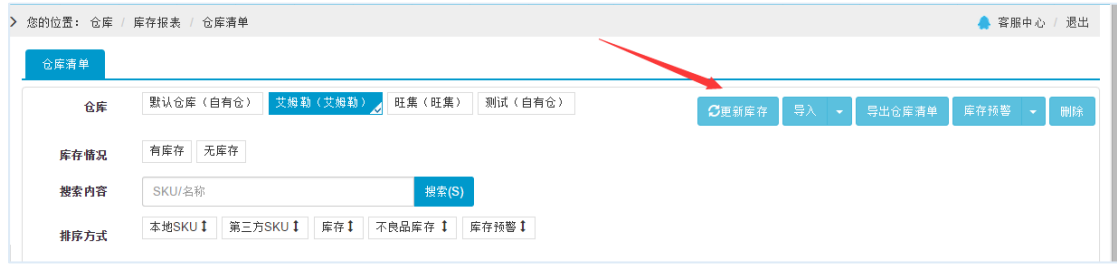 您的位置： 仓库 / 库存报表 / 仓库清单 客服中心 / 退出
仓库清单
仓库 默认仓库（自有仓） 艾姆勒（艾姆勒） 旺集（旺集） 测试（自有仓） 更新库存 导入 导出仓库清单 库存预警 删除
库存情况 有库存 无库存
搜索内容 SKU/名称 搜索(S)
排序方式 本地SKU 第三方SKU 库存 不良品库存 库存预警